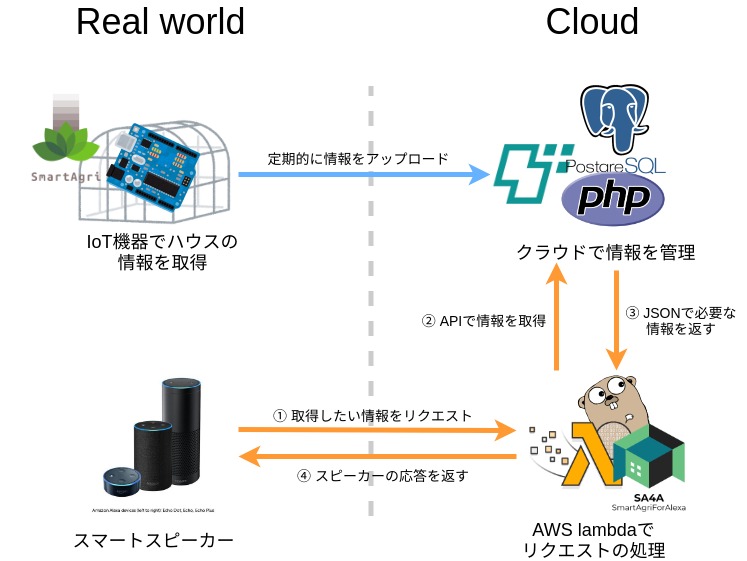 Real world
Cloud
定期的に情報をアップロード
PostgreSQL
php
SmartAgri
IoT機器でハウスの
情報を取得
クラウドで情報を管理
② APIで情報を取得
③ JSONで必要な
情報を返す
① 取得したい情報をリクエスト
④ スピーカーの応答を返す
SA4A
SmartAgriForAlexa
Amazon Alexa devices (left to right): Echo Dot, Echo, Echo Plus
スマートスピーカー
AWS lambdaで
リクエストの処理